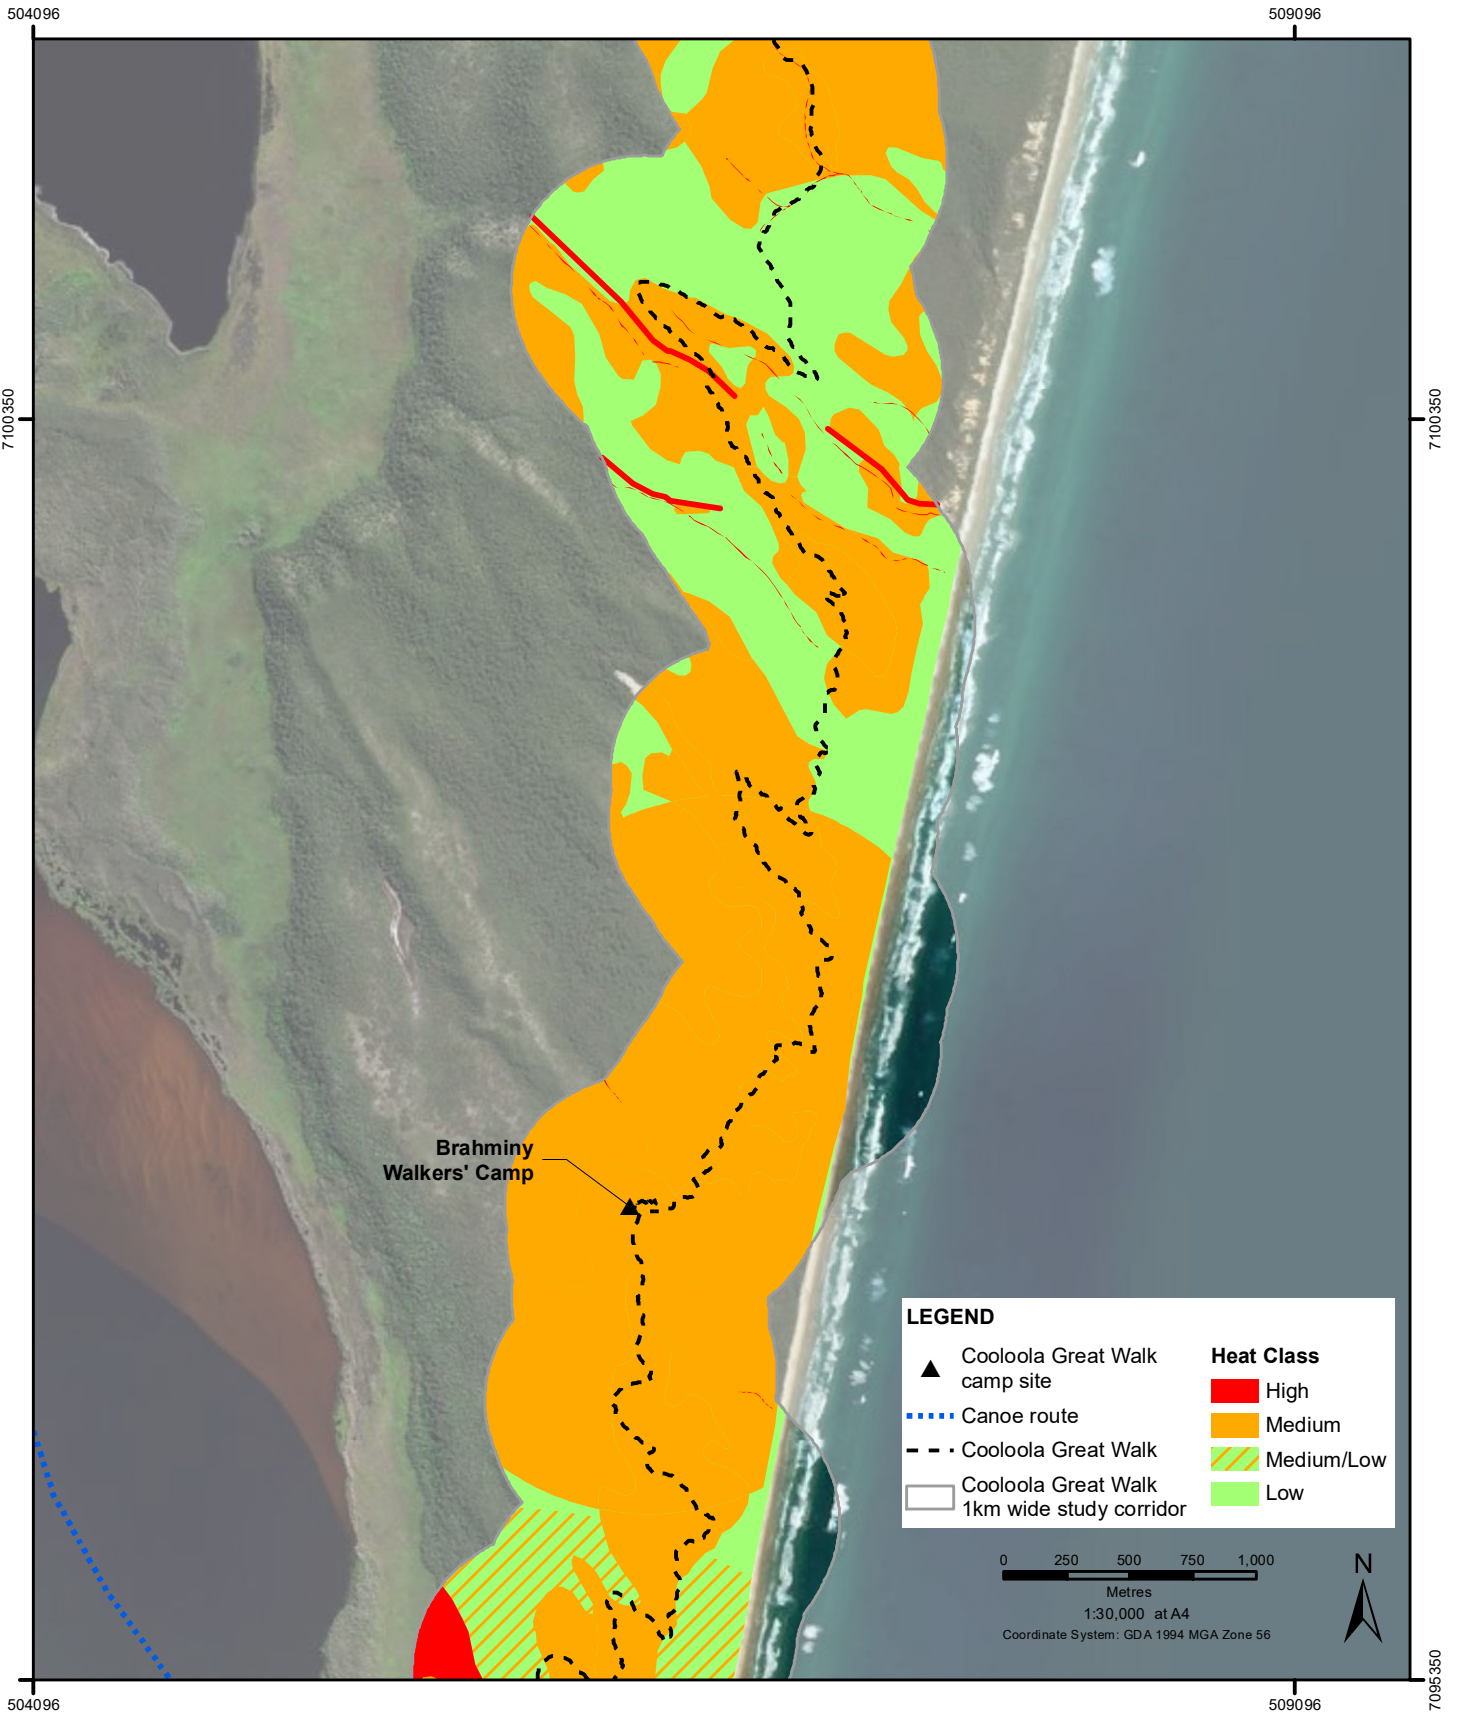 504096
509096
7100350
7100350
Brahminy
Walkers' Camp
LEGEND
Cooloola Great Walk
camp site
Canoe route
Cooloola Great Walk
Cooloola Great Walk
1km wide study corridor
Heat Class
High
Medium
Medium/Low
Low
0 250 500 750 1,000
Metres
1:30,000 at A4
Coordinate System: GDA 1994 MGA Zone 56
N
7095350
504096
509096